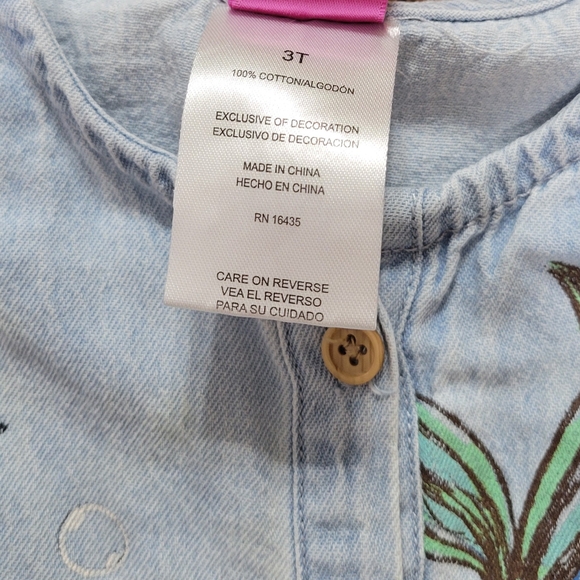 3T
100% COTTON/ALGODÓN
EXCLUSIVE OF DECORATION
EXCLUSIVO DE DECORACION
MADE IN CHINA
HECHO EN CHINA
RN 16435
CARE ON REVERSE
VEA EL REVERSO
PARA SU CUIDADO